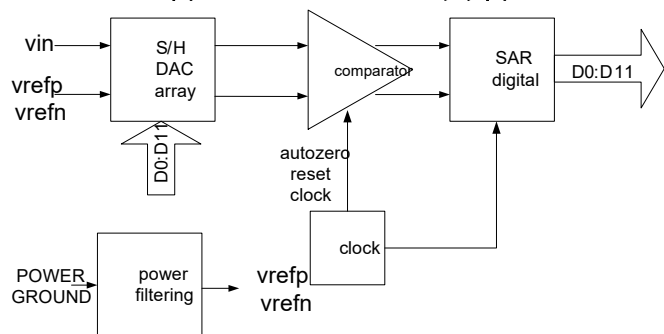 vin
vrefp
vrefn
S/H
DAC
array
D0:D11
comparator
SAR
digital
D0:D11
autozero
reset
clock
clock
POWER
GROUND
power
filtering
vrefp
vrefn